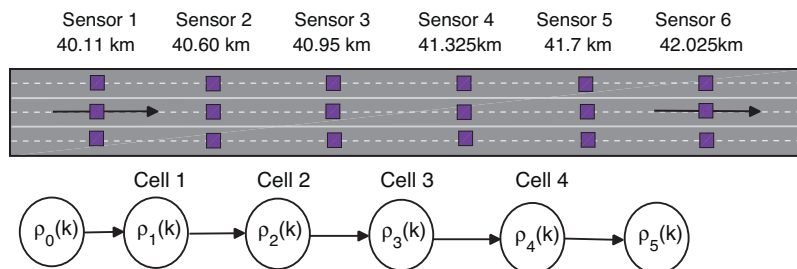 Sensor 1 Sensor 2 Sensor 3 Sensor 4 Sensor 5 Sensor 6
40.11 km 40.60 km 40.95 km 41.325km 41.7 km 42.025km
Cell 1 Cell 2 Cell 3 Cell 4
ρ₀(k) ρ₁(k) ρ₂(k) ρ₃(k) ρ₄(k) ρ₅(k)